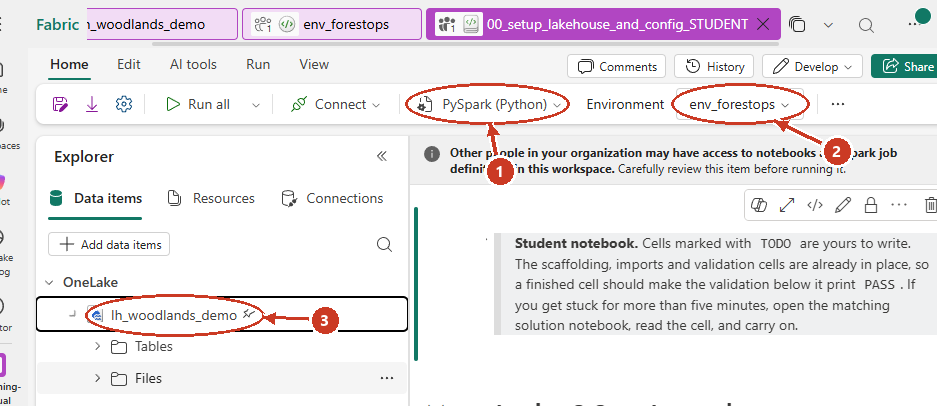 Fabric
h_woodlands_demo
env_forestops
00_setup_lakehouse_and_config_STUDENT
Home Edit AI tools Run View
Comments History Develop Share
Run all Connect PySpark (Python) Environment env_forestops
1
2
Explorer
Data items Resources Connections
Add data items
OneLake
lh_woodlands_demo
3
Tables
Files
Other people in your organization may have access to notebooks
in this workspace. Carefully review this item before running it.
Student notebook. Cells marked with TODO are yours to write.
The scaffolding, imports and validation cells are already in place, so
a finished cell should make the validation below it print PASS. If
you get stuck for more than five minutes, open the matching
solution notebook, read the cell, and carry on.